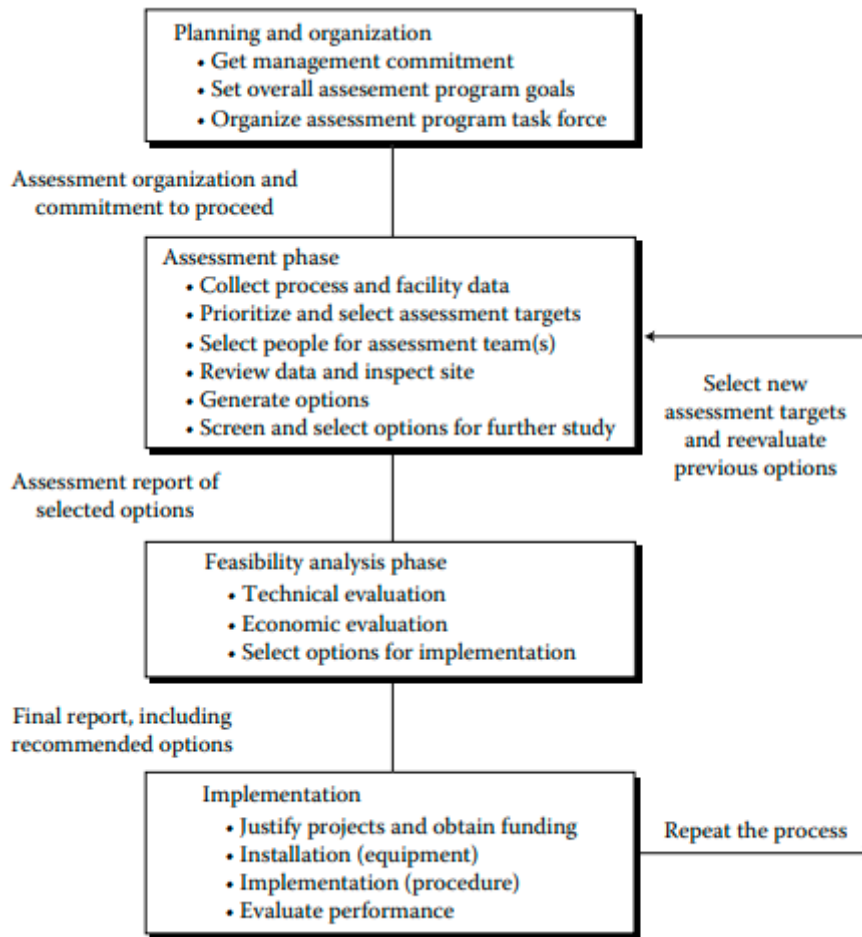 Planning and organization
• Get management commitment
• Set overall assesement program goals
• Organize assessment program task force
Assessment organization and
commitment to proceed
Assessment phase
• Collect process and facility data
• Prioritize and select assessment targets
• Select people for assessment team(s)
• Review data and inspect site
• Generate options
• Screen and select options for further study
Select new
assessment targets
and reevaluate
previous options
Assessment report of
selected options
Feasibility analysis phase
• Technical evaluation
• Economic evaluation
• Select options for implementation
Final report, including
recommended options
Implementation
• Justify projects and obtain funding
• Installation (equipment)
• Implementation (procedure)
• Evaluate performance
Repeat the process